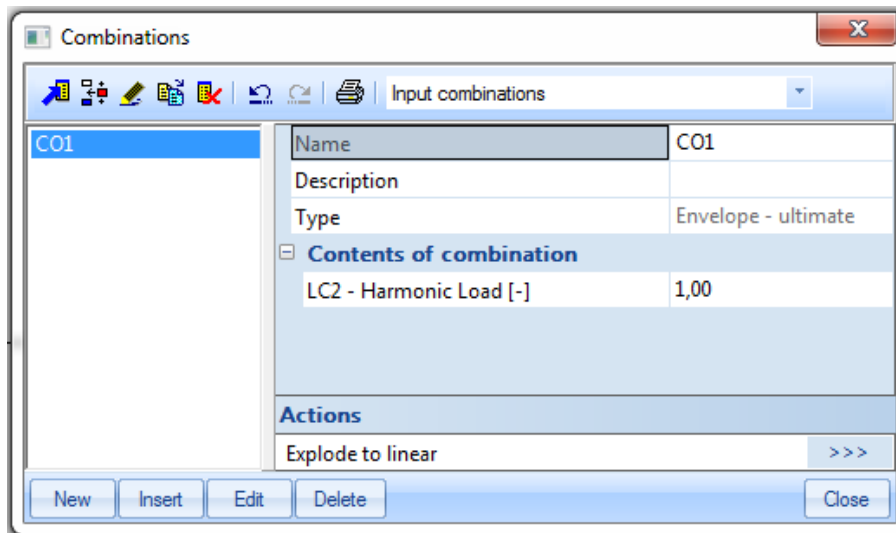 Combinations
Input combinations
CO1
Name CO1
Description
Type Envelope - ultimate
Contents of combination
LC2 - Harmonic Load [-] 1,00
Actions
Explode to linear >>>
New Insert Edit Delete Close